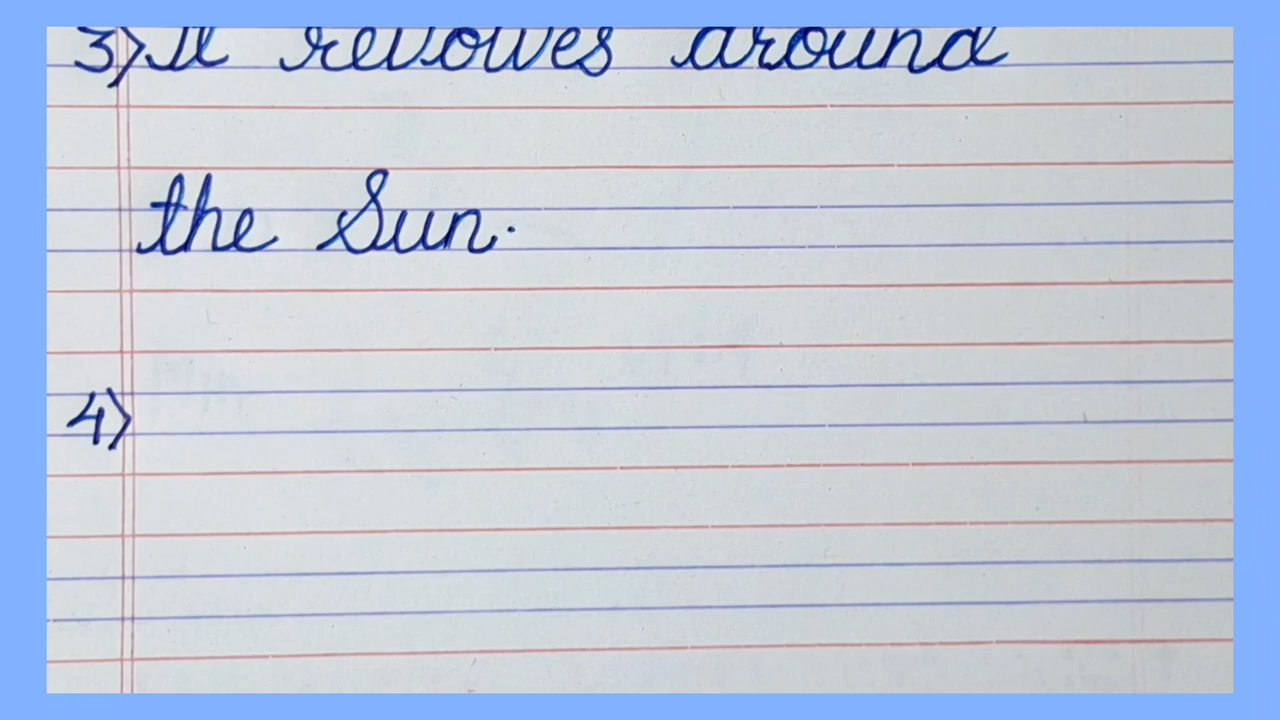 3) It revolves around
the Sun.
4)